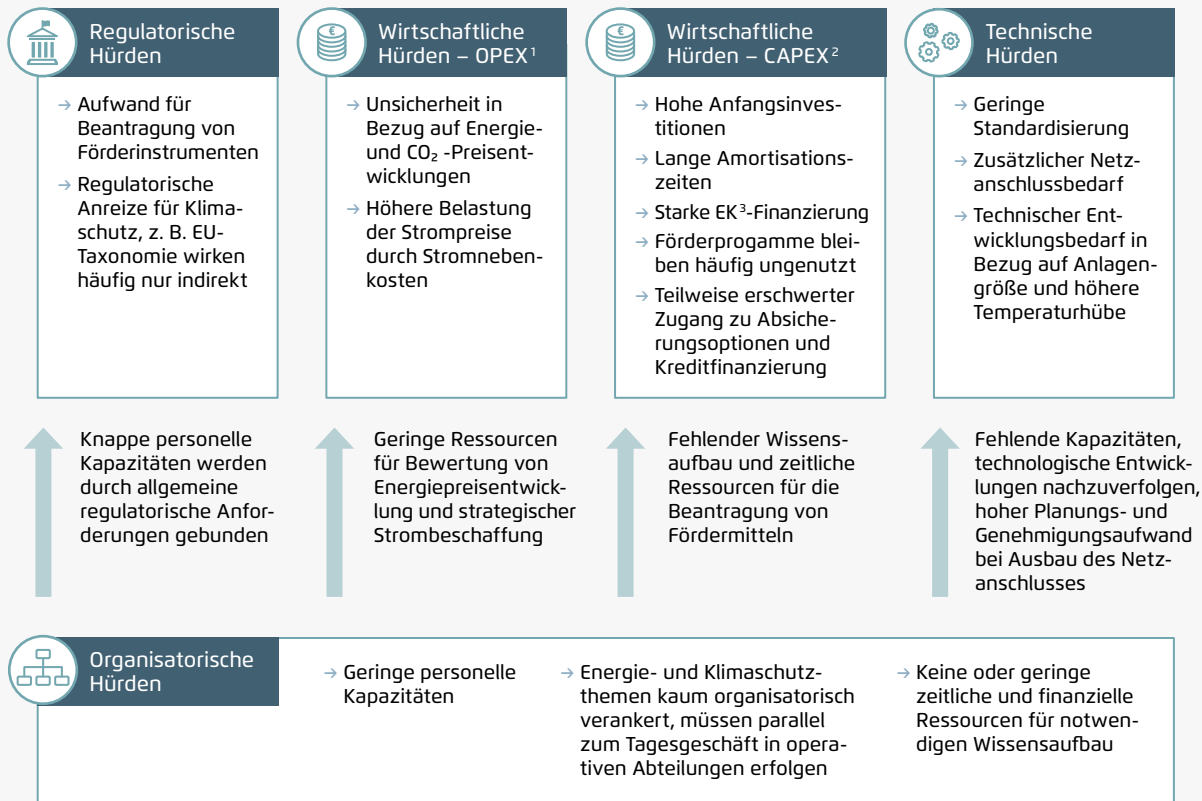 Regulatorische
Hürden
→ Aufwand für
Beantragung von
Förderinstrumenten
→ Regulatorische
Anreize für Klima-
schutz, z. B. EU-
Taxonomie wirken
häufig nur indirekt
Wirtschaftliche
Hürden – OPEX¹
→ Unsicherheit in
Bezug auf Energie-
und CO₂ -Preisent-
wicklungen
→ Höhere Belastung
der Strompreise
durch Stromneben-
kosten
Wirtschaftliche
Hürden – CAPEX²
→ Hohe Anfangsinves-
titionen
→ Lange Amortisations-
zeiten
→ Starke EK³-Finanzierung
→ Förderprogamme blei-
ben häufig ungenutzt
→ Teilweise erschwerter
Zugang zu Absiche-
rungsoptionen und
Kreditfinanzierung
Technische
Hürden
→ Geringe
Standardisierung
→ Zusätzlicher Netz-
anschlussbedarf
→ Technischer Ent-
wicklungsbedarf in
Bezug auf Anlagen-
größe und höhere
Temperaturhübe
Knappe personelle
Kapazitäten werden
durch allgemeine
regulatorische Anfor-
derungen gebunden
Geringe Ressourcen
für Bewertung von
Energiepreisentwick-
lung und strategischer
Strombeschaffung
Fehlender Wissens-
aufbau und zeitliche
Ressourcen für die
Beantragung von
Fördermitteln
Fehlende Kapazitäten,
technologische Entwick-
lungen nachzuverfolgen,
hoher Planungs- und
Genehmigungsaufwand
bei Ausbau des Netz-
anschlusses
Organisatorische
Hürden
→ Geringe personelle
Kapazitäten
→ Energie- und Klimaschutz-
themen kaum organisatorisch
verankert, müssen parallel
zum Tagesgeschäft in opera-
tiven Abteilungen erfolgen
→ Keine oder geringe
zeitliche und finanzielle
Ressourcen für notwen-
digen Wissensaufbau